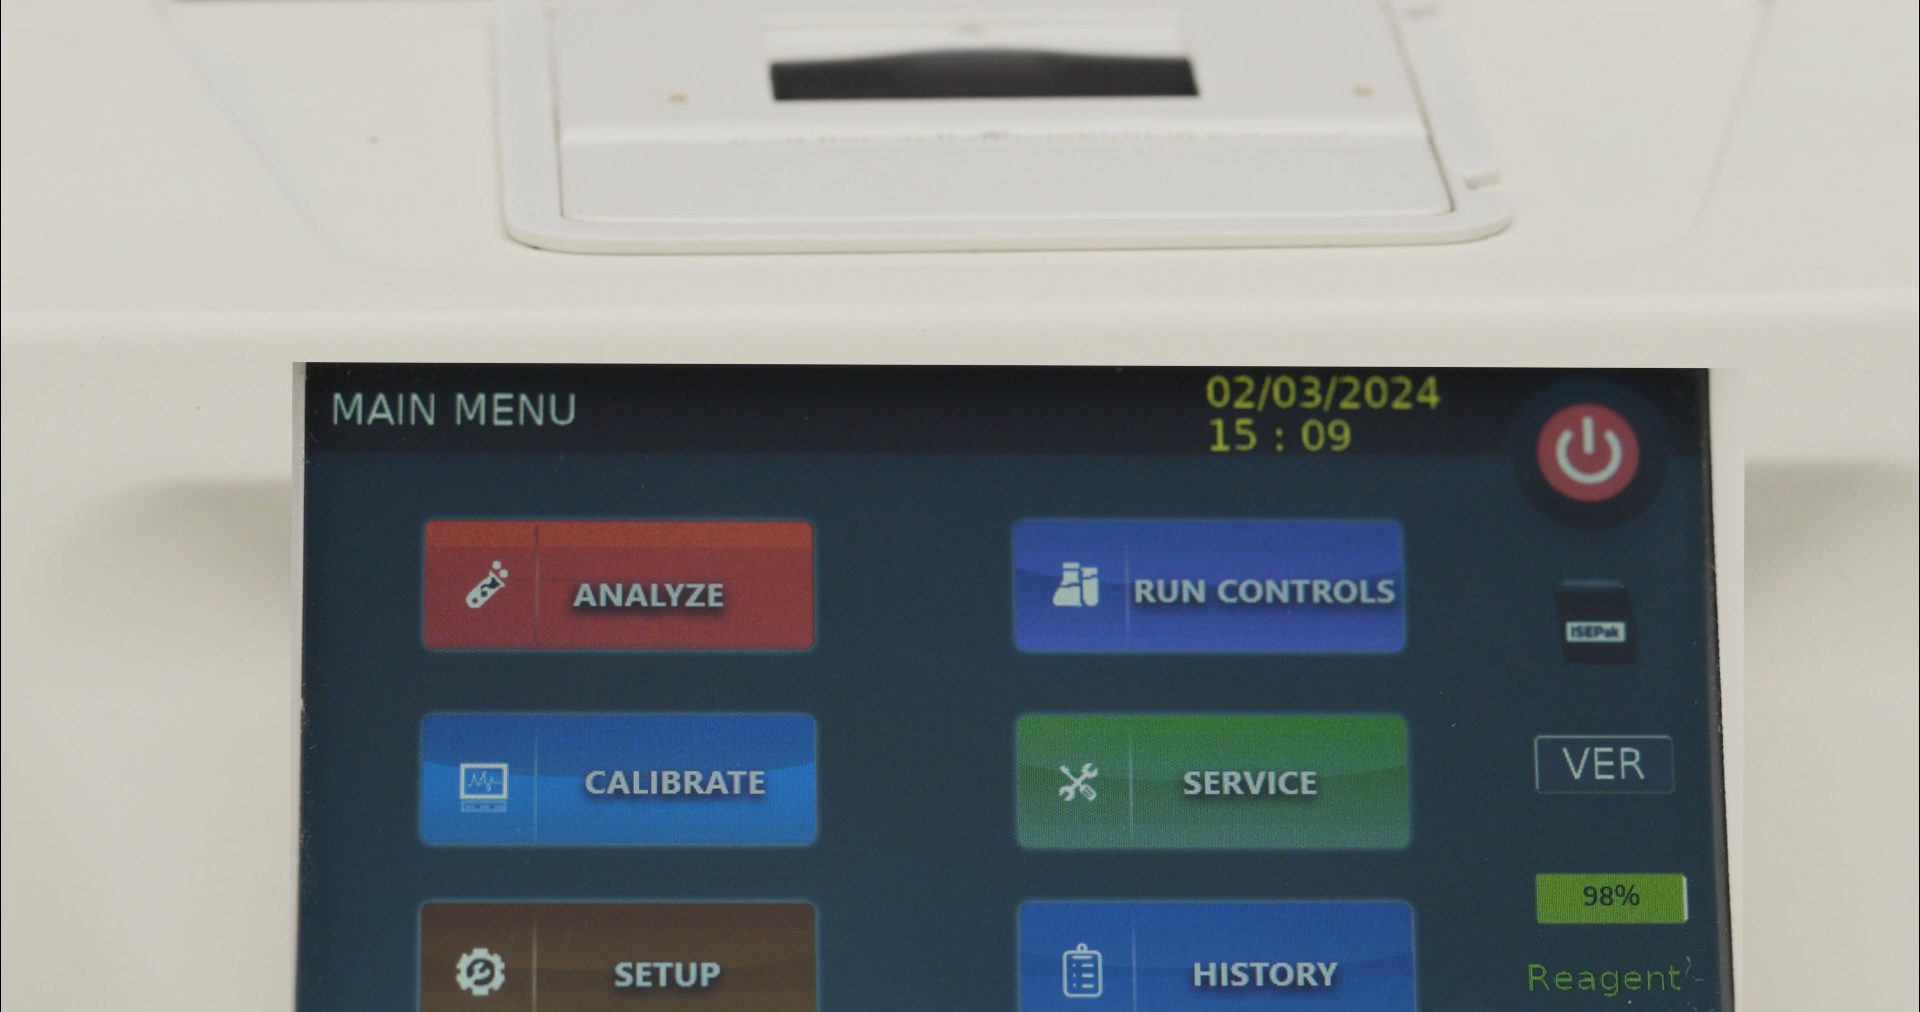 MAIN MENU
02/03/2024
15 : 09
ANALYZE
RUN CONTROLS
ISEPak
CALIBRATE
SERVICE
VER
98%
SETUP
HISTORY
Reagent